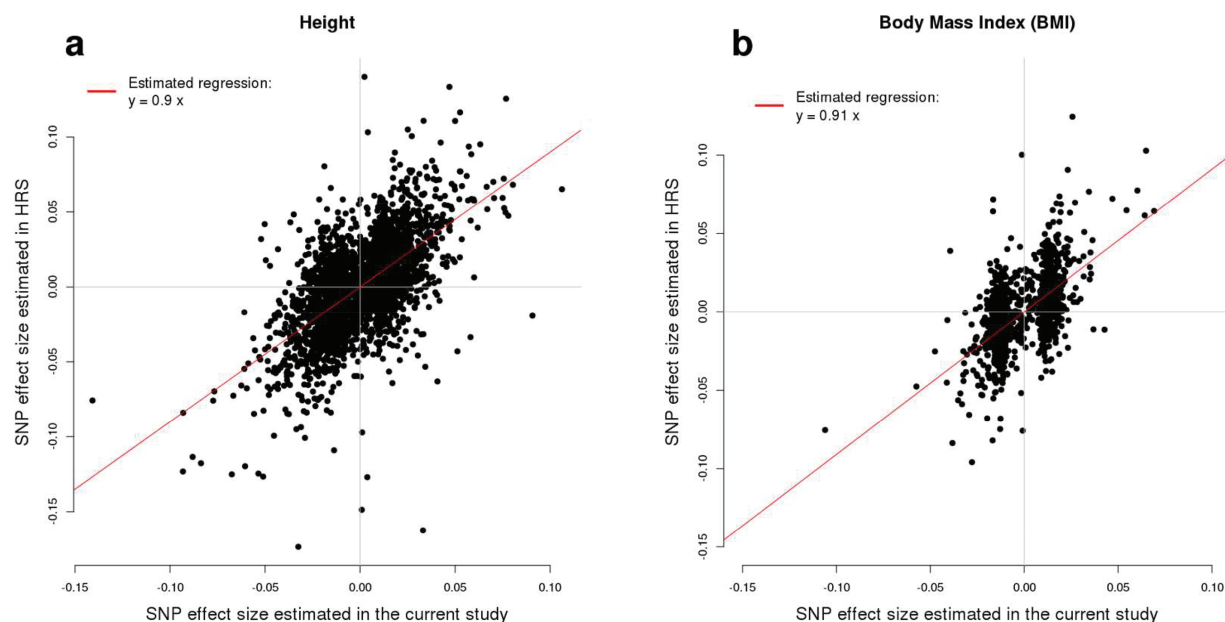 a
Height
Estimated regression:
y = 0.9 x
SNP effect size estimated in HRS
0.10
0.05
0.00
-0.05
-0.10
-0.15
-0.15 -0.10 -0.05 0.00 0.05 0.10
SNP effect size estimated in the current study
b
Body Mass Index (BMI)
Estimated regression:
y = 0.91 x
SNP effect size estimated in HRS
0.10
0.05
0.00
-0.05
-0.10
-0.15
-0.15 -0.10 -0.05 0.00 0.05 0.10
SNP effect size estimated in the current study